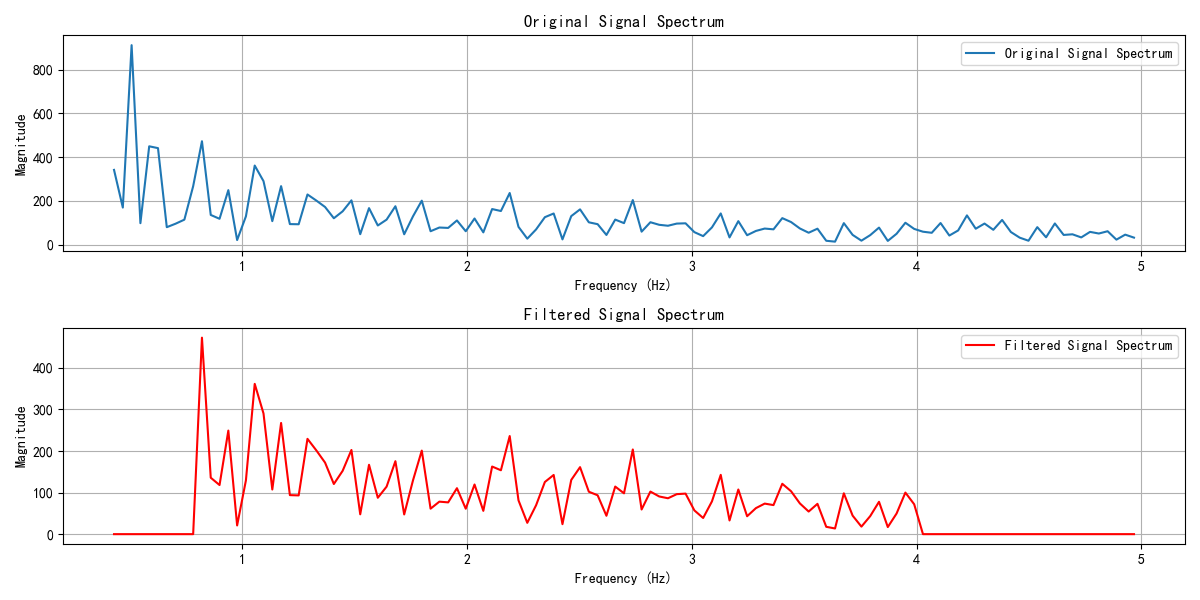 Original Signal Spectrum
Original Signal Spectrum
Magnitude
800
600
400
200
0
1 2 3 4 5
Frequency (Hz)
Filtered Signal Spectrum
Filtered Signal Spectrum
Magnitude
400
300
200
100
0
1 2 3 4 5
Frequency (Hz)